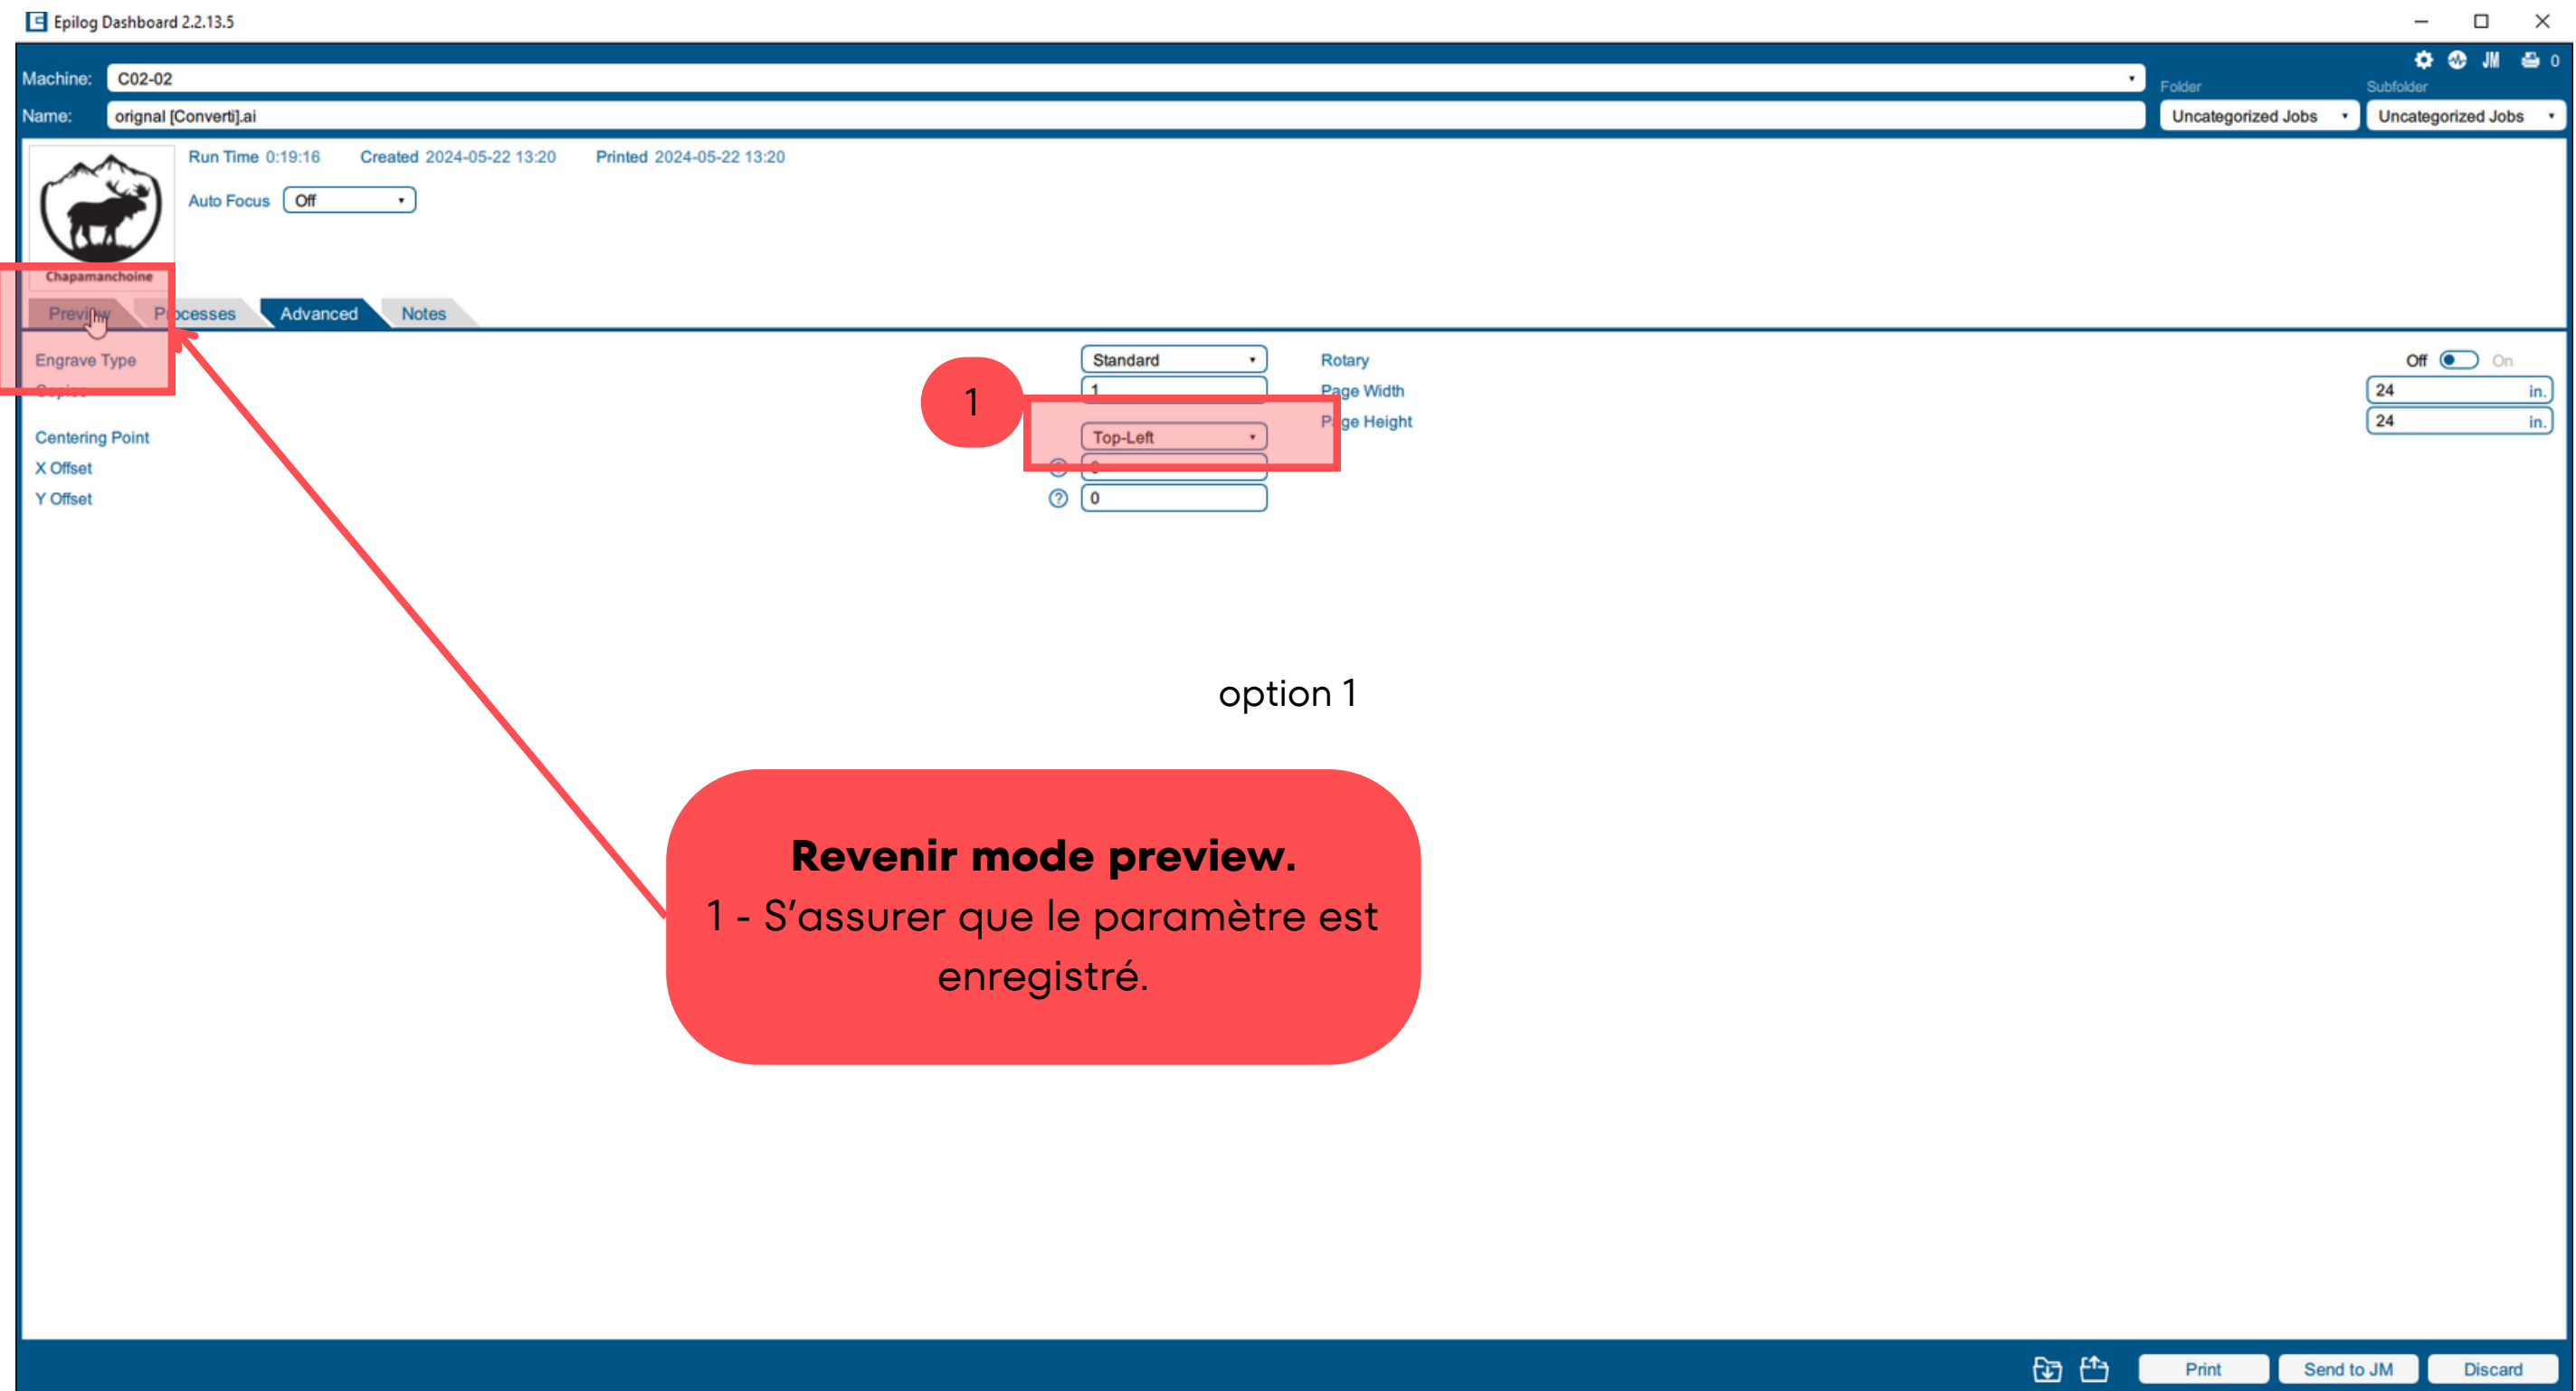 Epilog Dashboard 2.2.13.5
JM 0
Machine: C02-02
Folder Subfolder
Name: orignal [Converti].ai Uncategorized Jobs Uncategorized Jobs
Run Time 0:19:16 Created 2024-05-22 13:20 Printed 2024-05-22 13:20
Auto Focus Off
Chapamanchoine
Preview Processes Advanced Notes
Engrave Type Standard Rotary Off On
Copies 1 Page Width 24 in.
Page Height 24 in.
1
Centering Point Top-Left
X Offset
Y Offset 0
option 1
Revenir mode preview.
1 - S'assurer que le paramètre est
enregistré.
Print Send to JM Discard